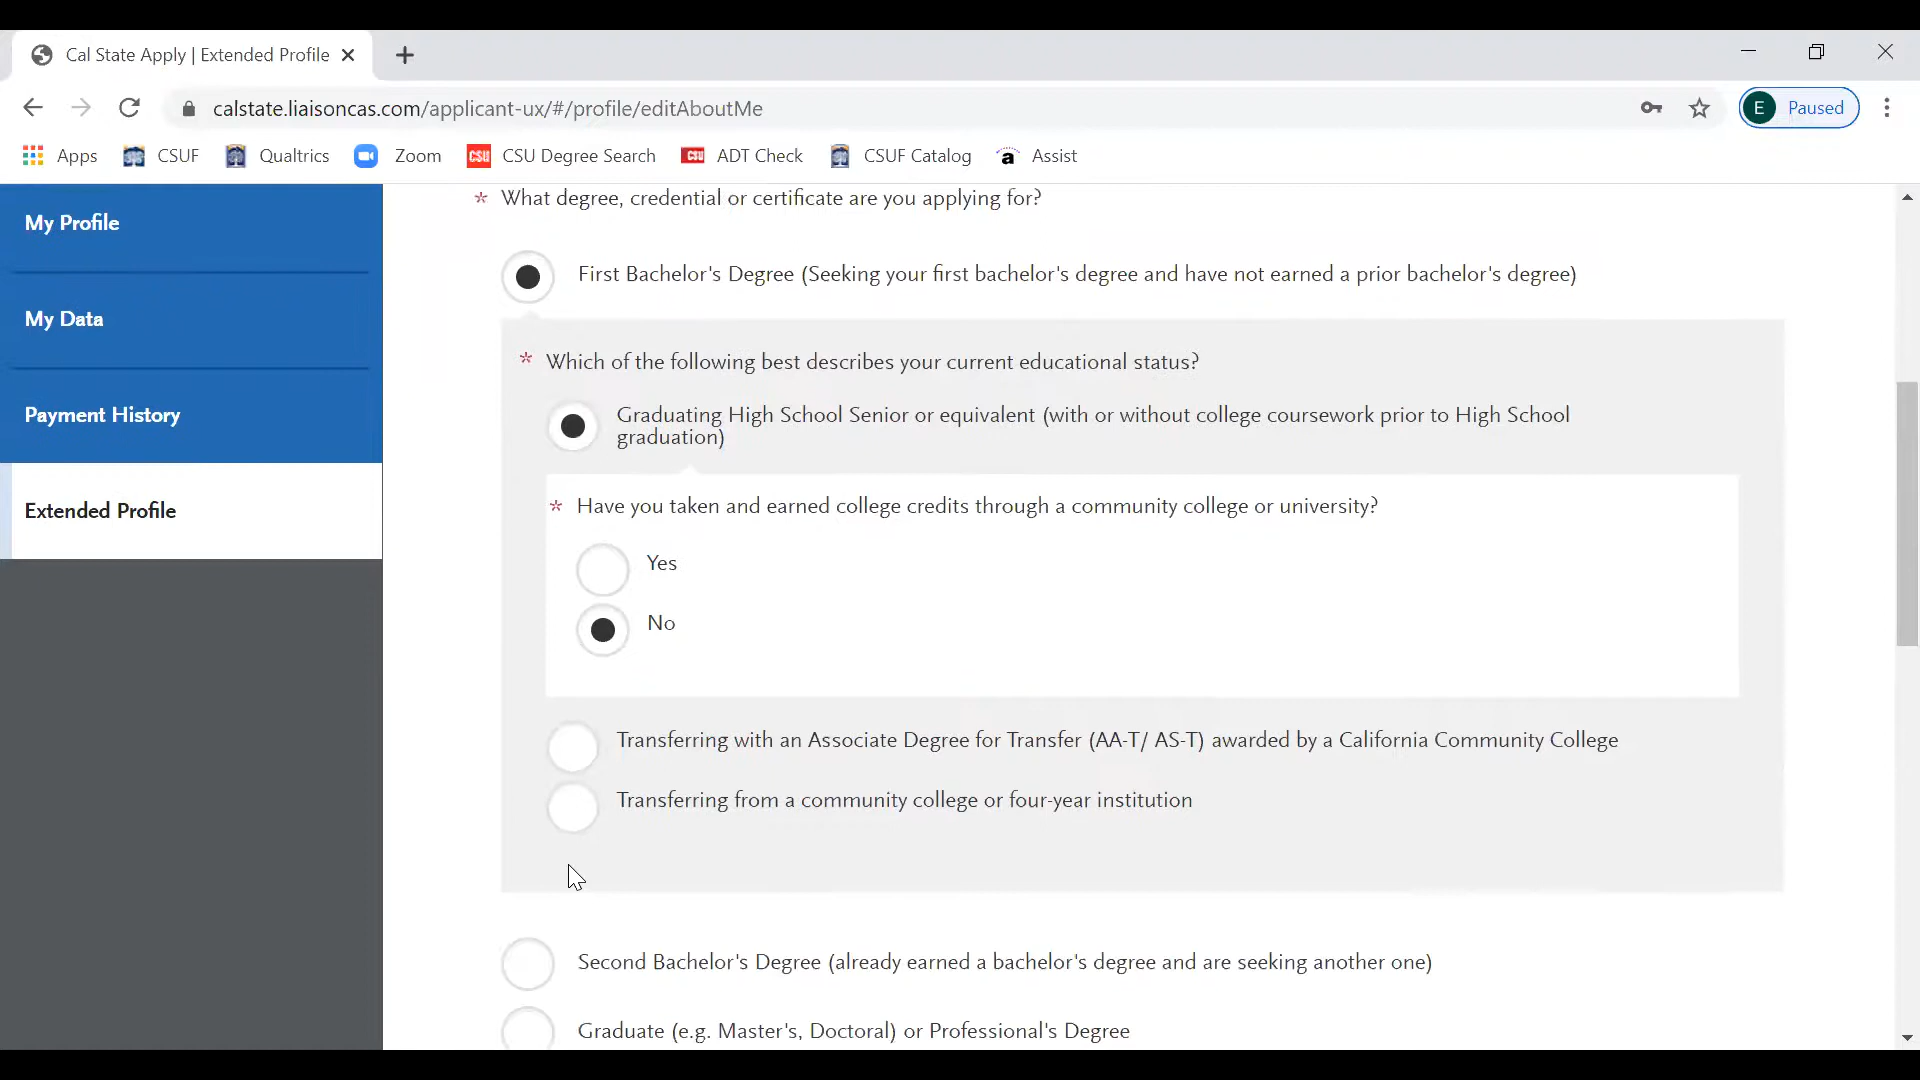 Cal State Apply | Extended Profile
calstate.liaisoncas.com/applicant-ux/#/profile/editAboutMe
E Paused
Apps CSUF Qualtrics Zoom CSU CSU Degree Search CSU ADT Check CSUF Catalog a Assist
My Profile
My Data
Payment History
Extended Profile
* What degree, credential or certificate are you applying for?
First Bachelor's Degree (Seeking your first bachelor's degree and have not earned a prior bachelor's degree)
* Which of the following best describes your current educational status?
Graduating High School Senior or equivalent (with or without college coursework prior to High School
graduation)
* Have you taken and earned college credits through a community college or university?
Yes
No
Transferring with an Associate Degree for Transfer (AA-T/ AS-T) awarded by a California Community College
Transferring from a community college or four-year institution
Second Bachelor's Degree (already earned a bachelor's degree and are seeking another one)
Graduate (e.g. Master's, Doctoral) or Professional's Degree